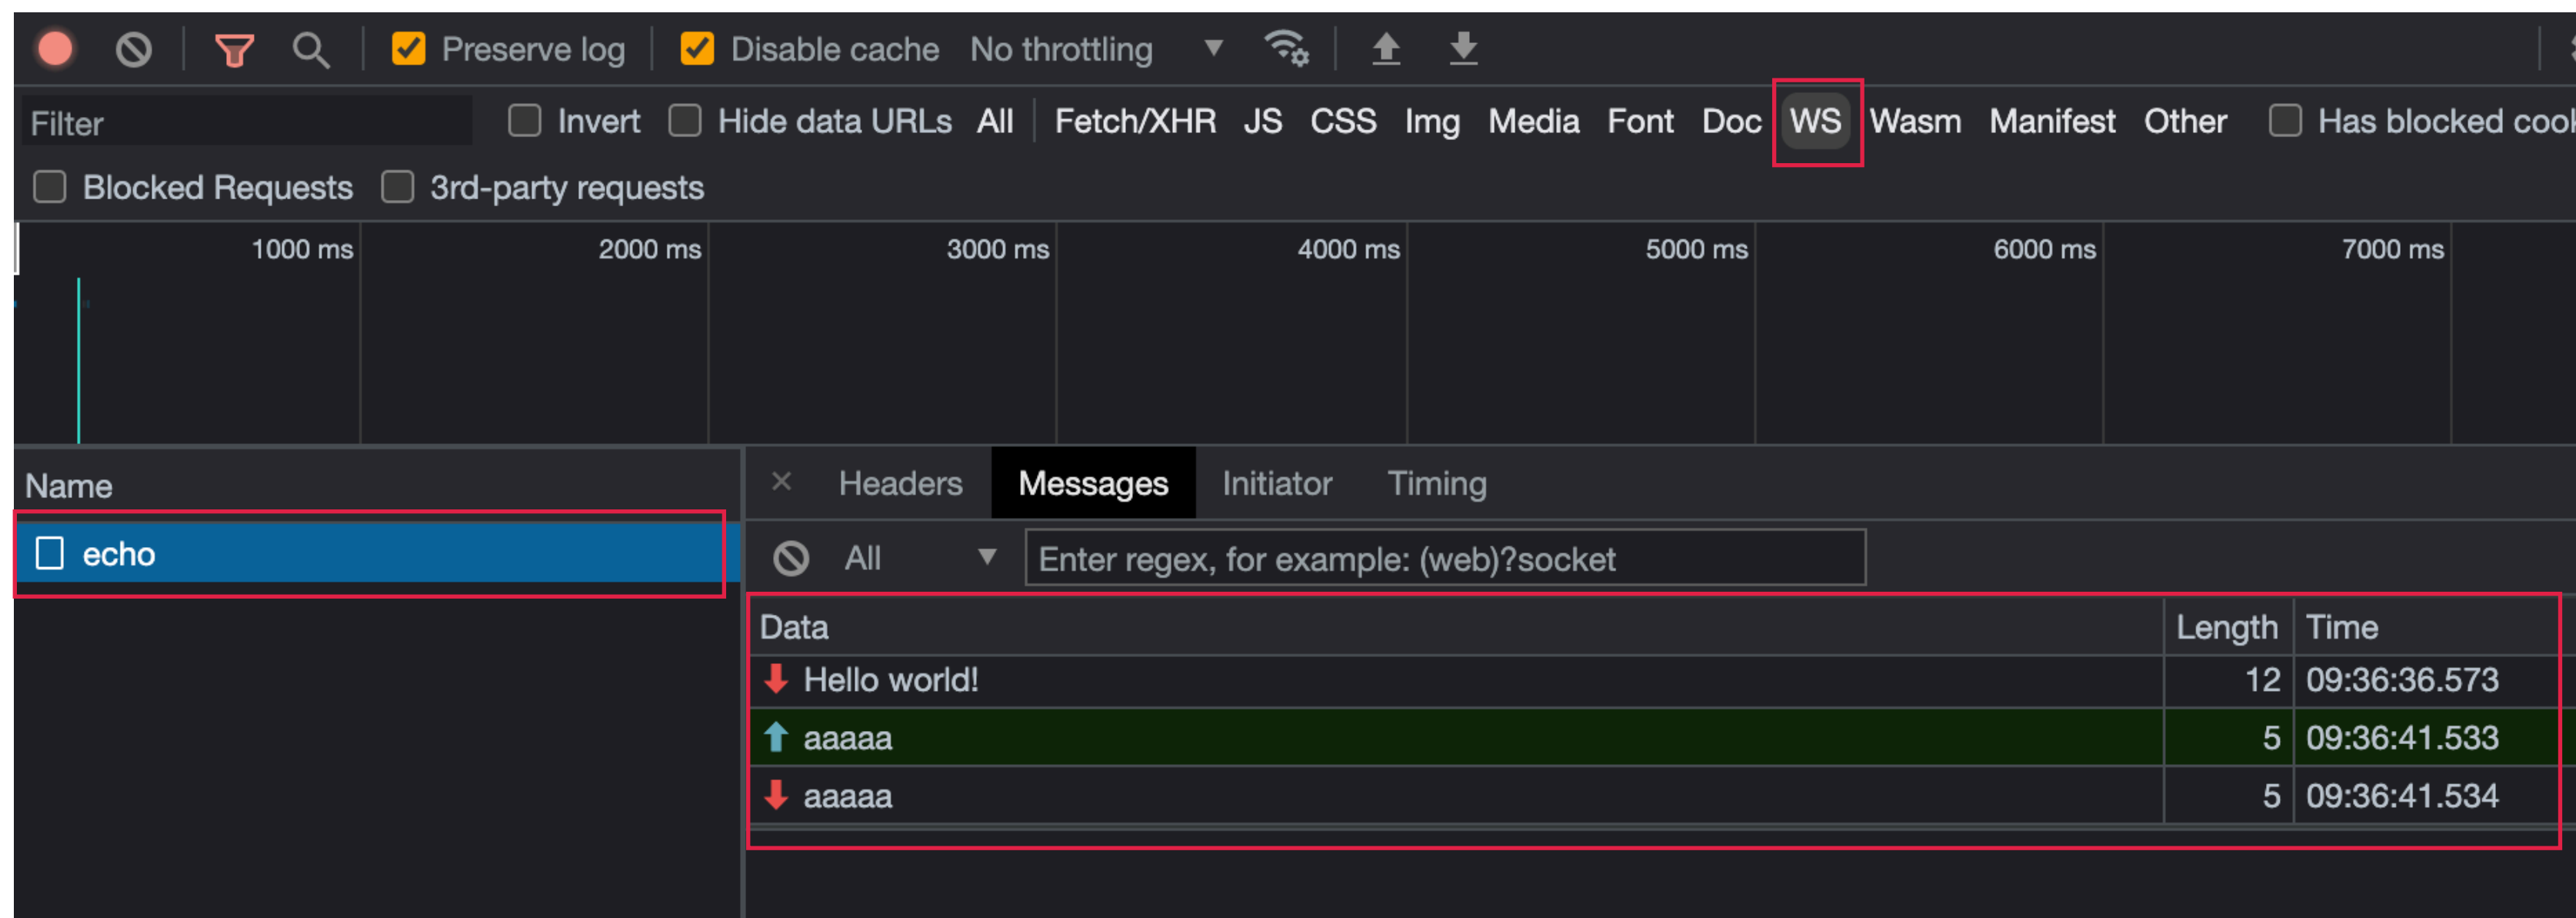 Preserve log Disable cache No throttling
Filter Invert Hide data URLs All Fetch/XHR JS CSS Img Media Font Doc WS Wasm Manifest Other Has blocked
Blocked Requests 3rd-party requests
1000 ms 2000 ms 3000 ms 4000 ms 5000 ms 6000 ms 7000 ms
Name
echo
Headers Messages Initiator Timing
All Enter regex, for example: (web)?socket
Data Length Time
Hello world! 12 09:36:36.573
aaaaa 5 09:36:41.533
aaaaa 5 09:36:41.534